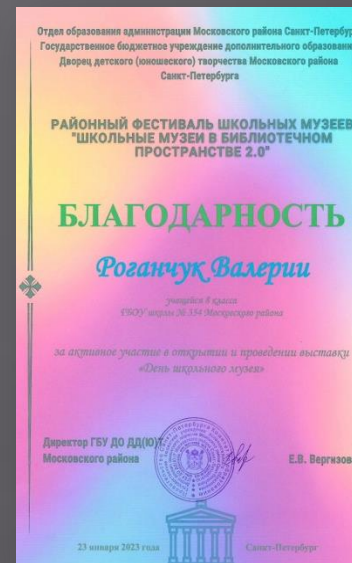 Отдел образования администрации Московского района Санкт-Петербур
Государственное бюджетное учреждение дополнительного образовани
Дворец детского (юношеского) творчества Московского района
Санкт-Петербурга
РАЙОННЫЙ ФЕСТИВАЛЬ ШКОЛЬНЫХ МУЗЕЕВ
"ШКОЛЬНЫЕ МУЗЕИ В БИБЛИОТЕЧНОМ
ПРОСТРАНСТВЕ 2.0"
БЛАГОДАРНОСТЬ
Роганчук Валерии
учащейся 8 класса
ГБОУ школы № 354 Московского района
за активное участие в открытии и проведении выставки
«День школьного музея»
Директор ГБУ ДО ДД(Ю)Т
Московского района
Е.В. Вергизов
23 января 2023 года
Санкт-Петербург